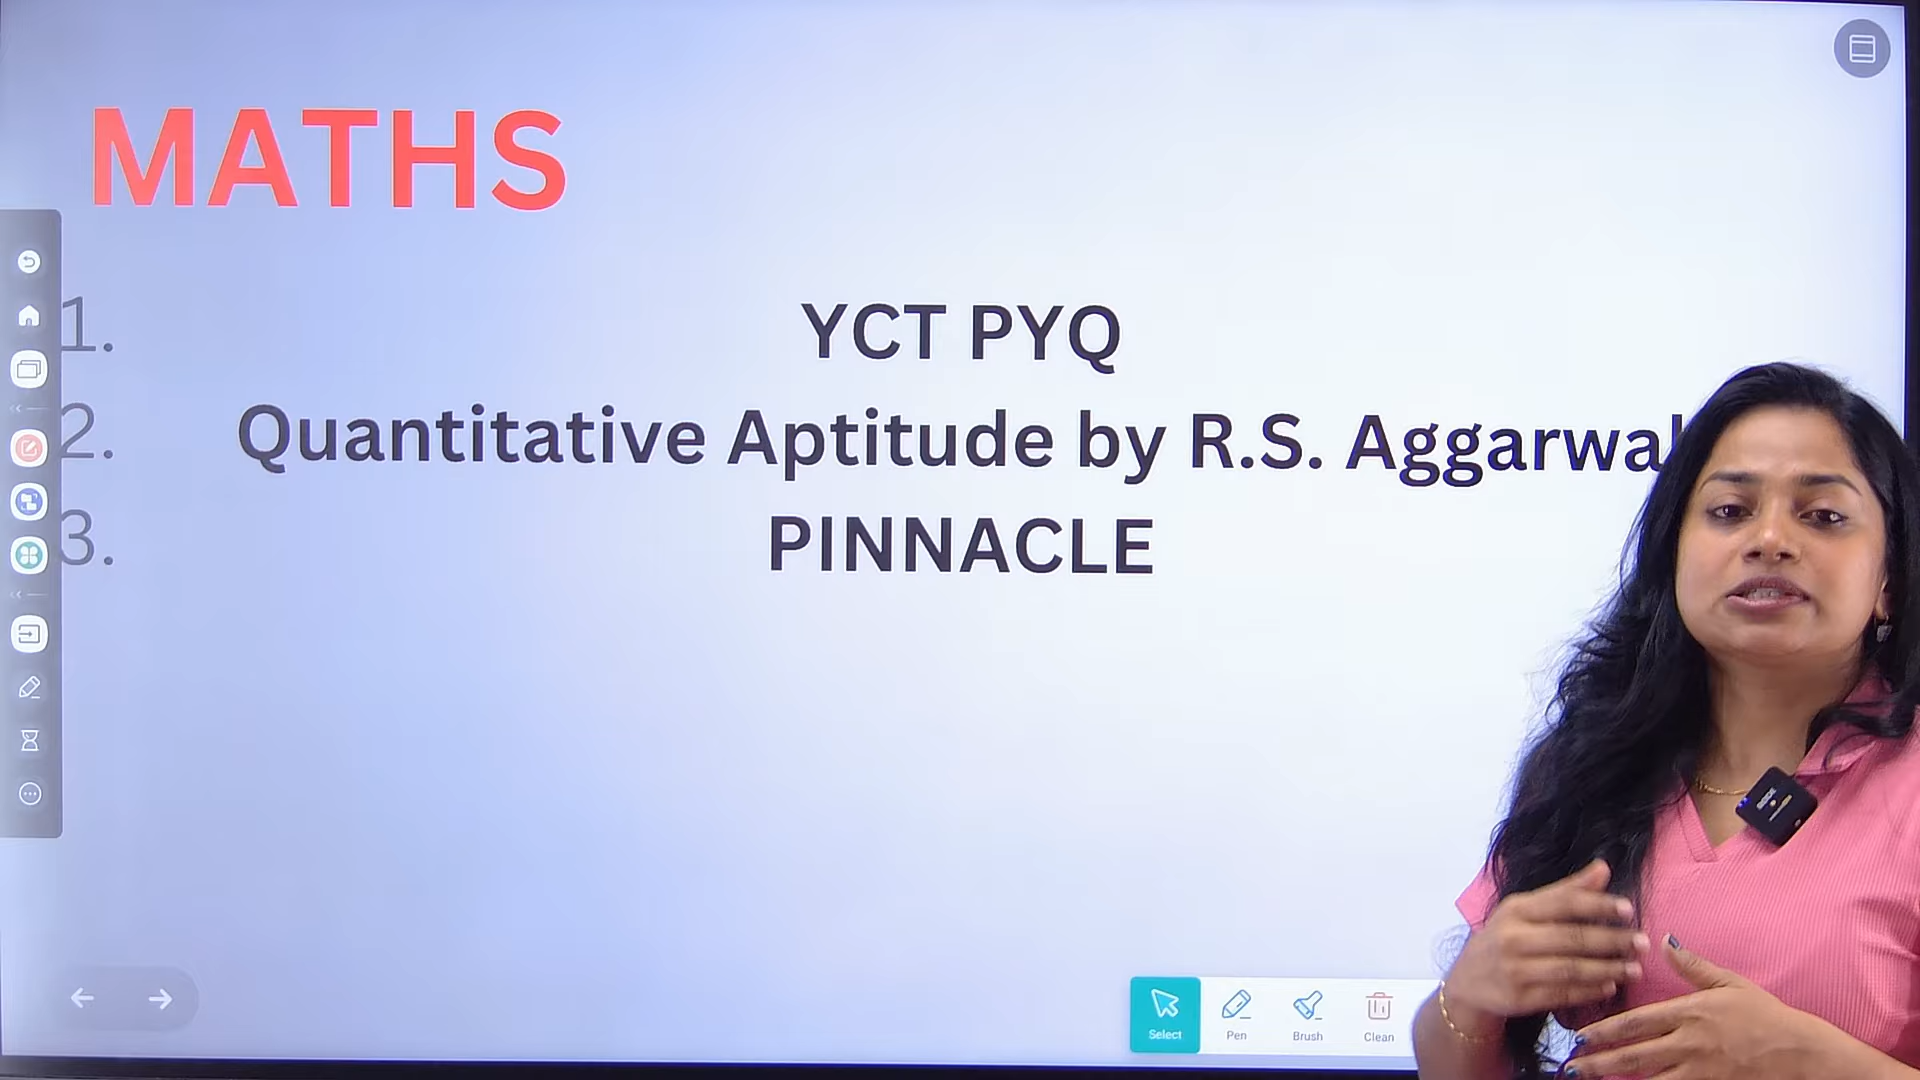 MATHS
1. YCT PYQ
2. Quantitative Aptitude by R.S. Aggarwal
3. PINNACLE
Select Pen Brush Clean